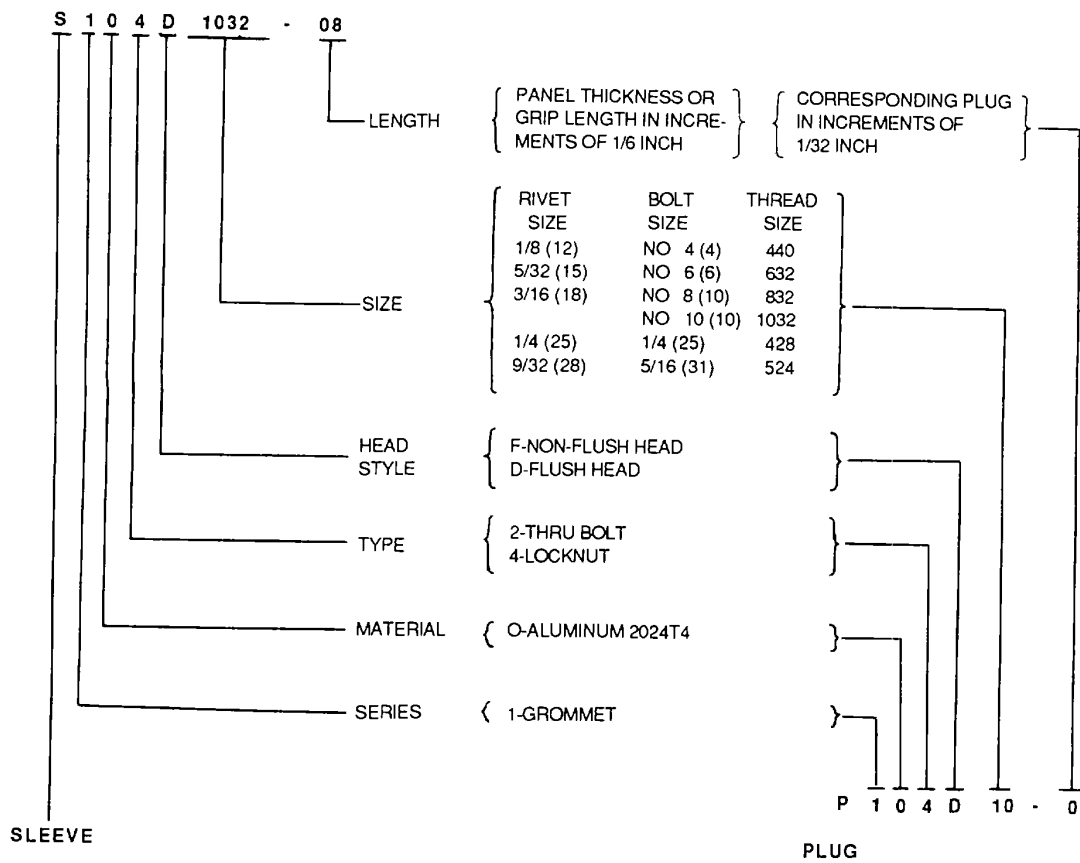 S 1 0 4 D 1032 - 08
LENGTH
PANEL THICKNESS OR
GRIP LENGTH IN INCRE-
MENTS OF 1/6 INCH
CORRESPONDING PLUG
IN INCREMENTS OF
1/32 INCH
RIVET BOLT THREAD
SIZE SIZE SIZE
1/8 (12) NO 4 (4) 440
5/32 (15) NO 6 (6) 632
3/16 (18) NO 8 (10) 832
NO 10 (10) 1032
1/4 (25) 1/4 (25) 428
9/32 (28) 5/16 (31) 524
SIZE
HEAD
STYLE
F-NON-FLUSH HEAD
D-FLUSH HEAD
TYPE
2-THRU BOLT
4-LOCKNUT
MATERIAL
O-ALUMINUM 2024T4
SERIES
1-GROMMET
P 1 0 4 D 10 - 0
SLEEVE
PLUG